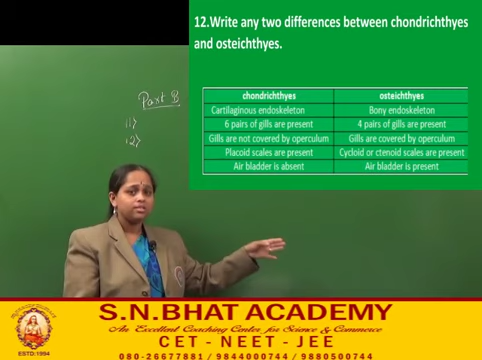 12.Write any two differences between chondrichthyes
and osteichthyes.
chondrichthyes osteichthyes
Cartilaginous endoskeleton Bony endoskeleton
6 pairs of gills are present 4 pairs of gills are present
Gills are not covered by operculum Gills are covered by operculum
Placoid scales are present Cycloid or ctenoid scales are present
Air bladder is absent Air bladder is present
Part B
11>
12>
S.N.BHAT ACADEMY
An Excellent Coaching Center for Science & Commerce
CET - NEET - JEE
ESTD:1994
080-26677881 / 9844000744 / 9880500744